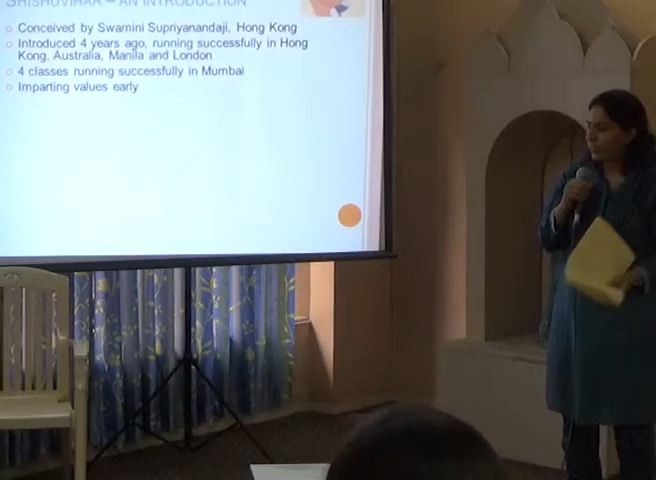 SHISHUVIHAR – AN INTRODUCTION
Conceived by Swamini Supriyanandaji, Hong Kong
Introduced 4 years ago, running successfully in Hong
Kong, Australia, Manila and London
4 classes running successfully in Mumbai
Imparting values early